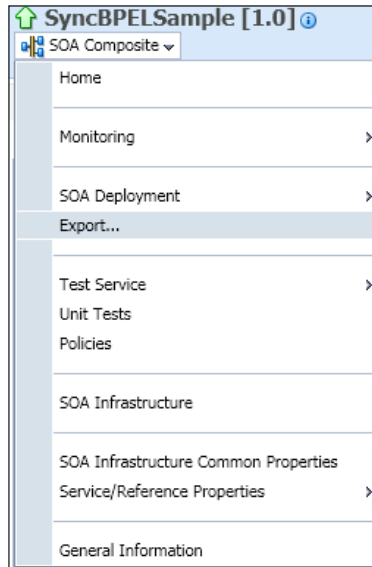 SyncBPELSample [1.0]
SOA Composite
Home
Monitoring
SOA Deployment
Export...
Test Service
Unit Tests
Policies
SOA Infrastructure
SOA Infrastructure Common Properties
Service/Reference Properties
General Information